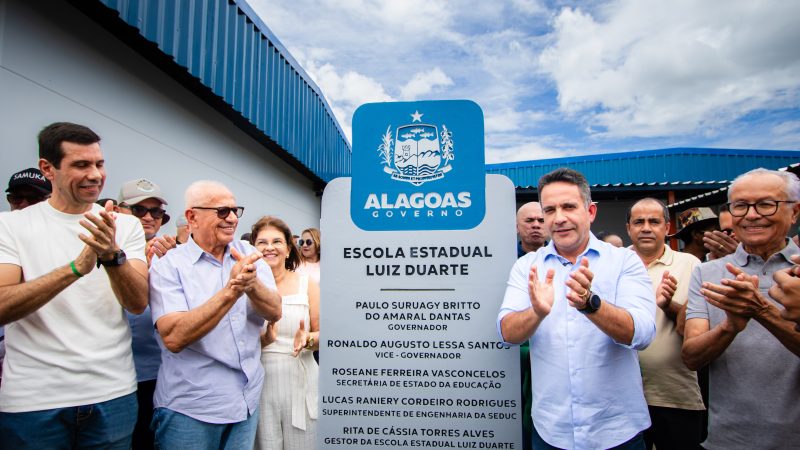 SAMUKA
ALAGOAS
GOVERNO
ESCOLA ESTADUAL
LUIZ DUARTE
PAULO SURUAGY BRITTO
DO AMARAL DANTAS
GOVERNADOR
RONALDO AUGUSTO LESSA SANTOS
VICE - GOVERNADOR
ROSEANE FERREIRA VASCONCELOS
SECRETÁRIA DE ESTADO DA EDUCAÇÃO
LUCAS RANIERY CORDEIRO RODRIGUES
SUPERINTENDENTE DE ENGENHARIA DA SEDUC
RITA DE CÁSSIA TORRES ALVES
GESTOR DA ESCOLA ESTADUAL LUIZ DUARTE